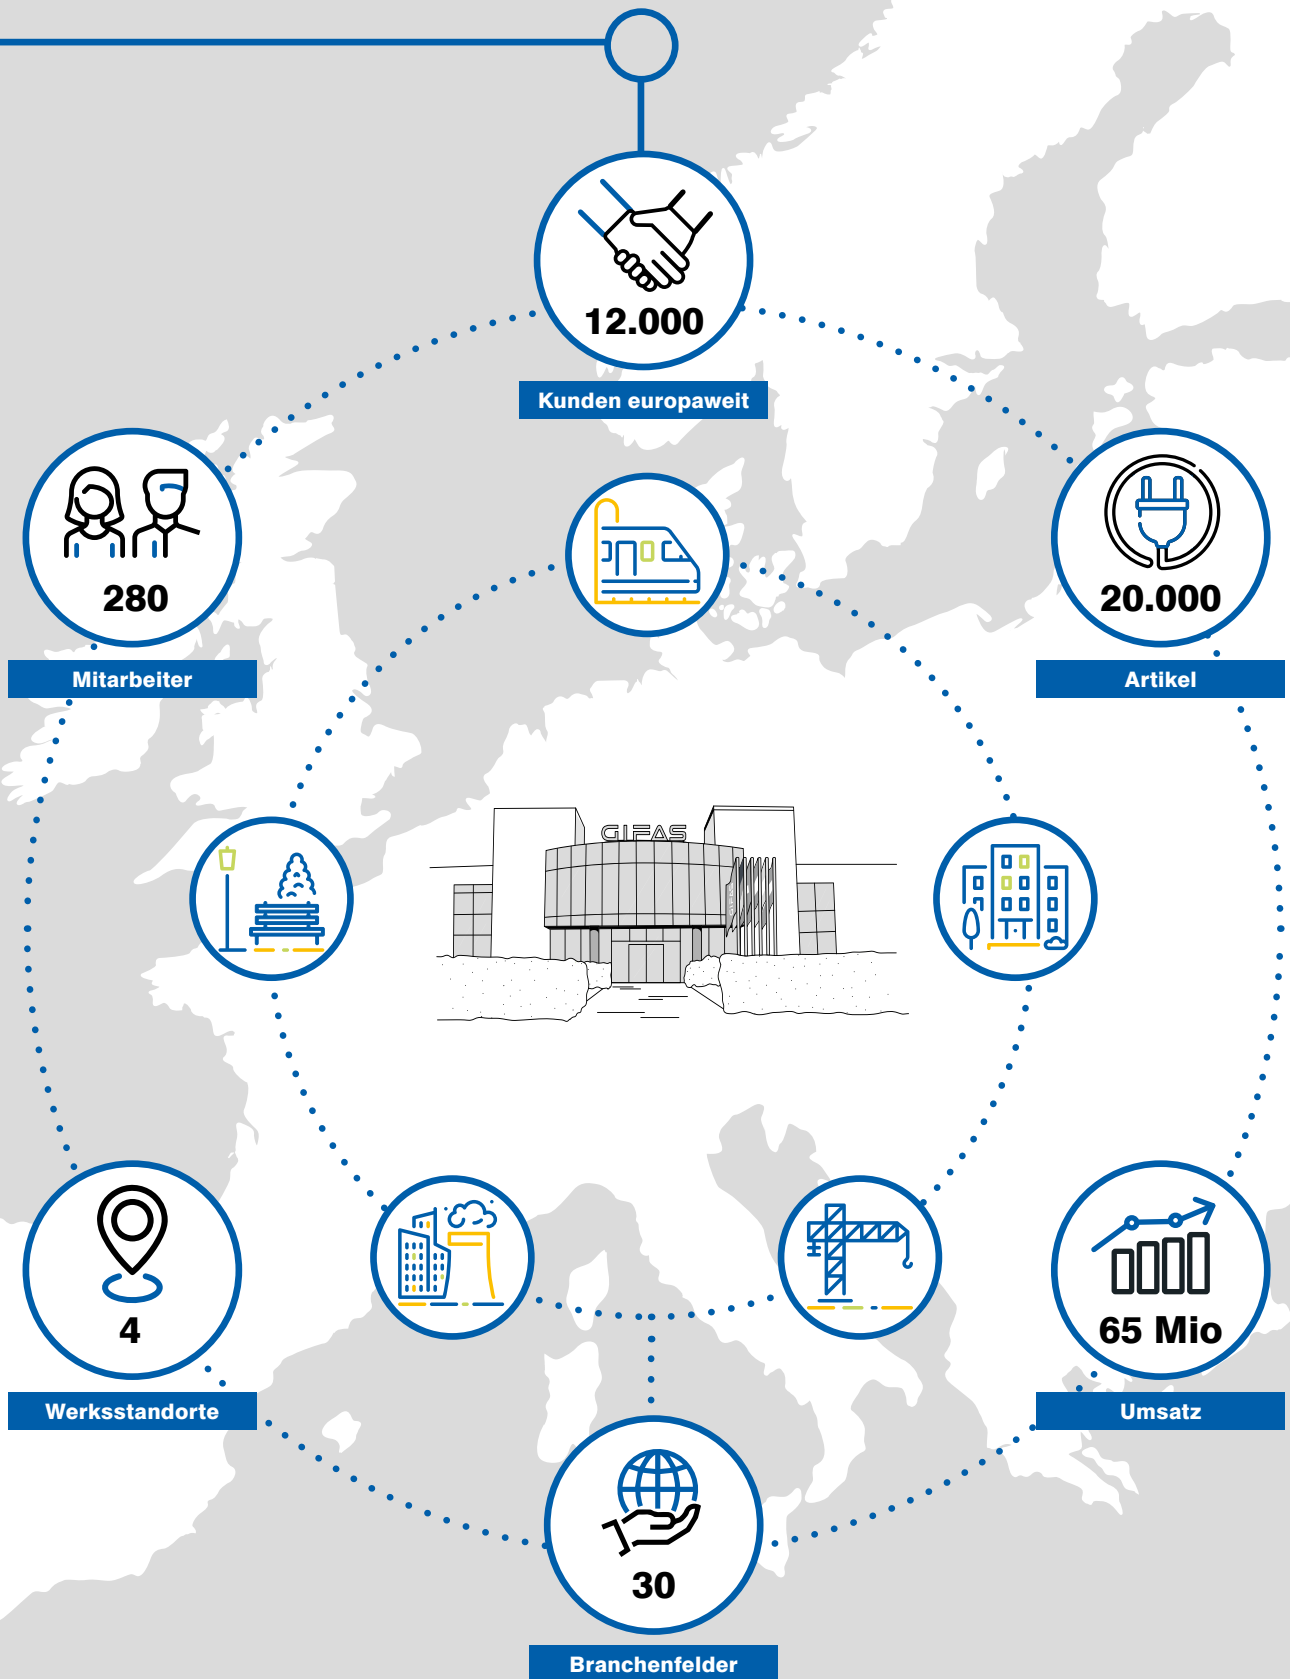 12.000
Kunden europaweit
280
Mitarbeiter
20.000
Artikel
GIFAS
4
Werksstandorte
65 Mio
Umsatz
30
Branchenfelder